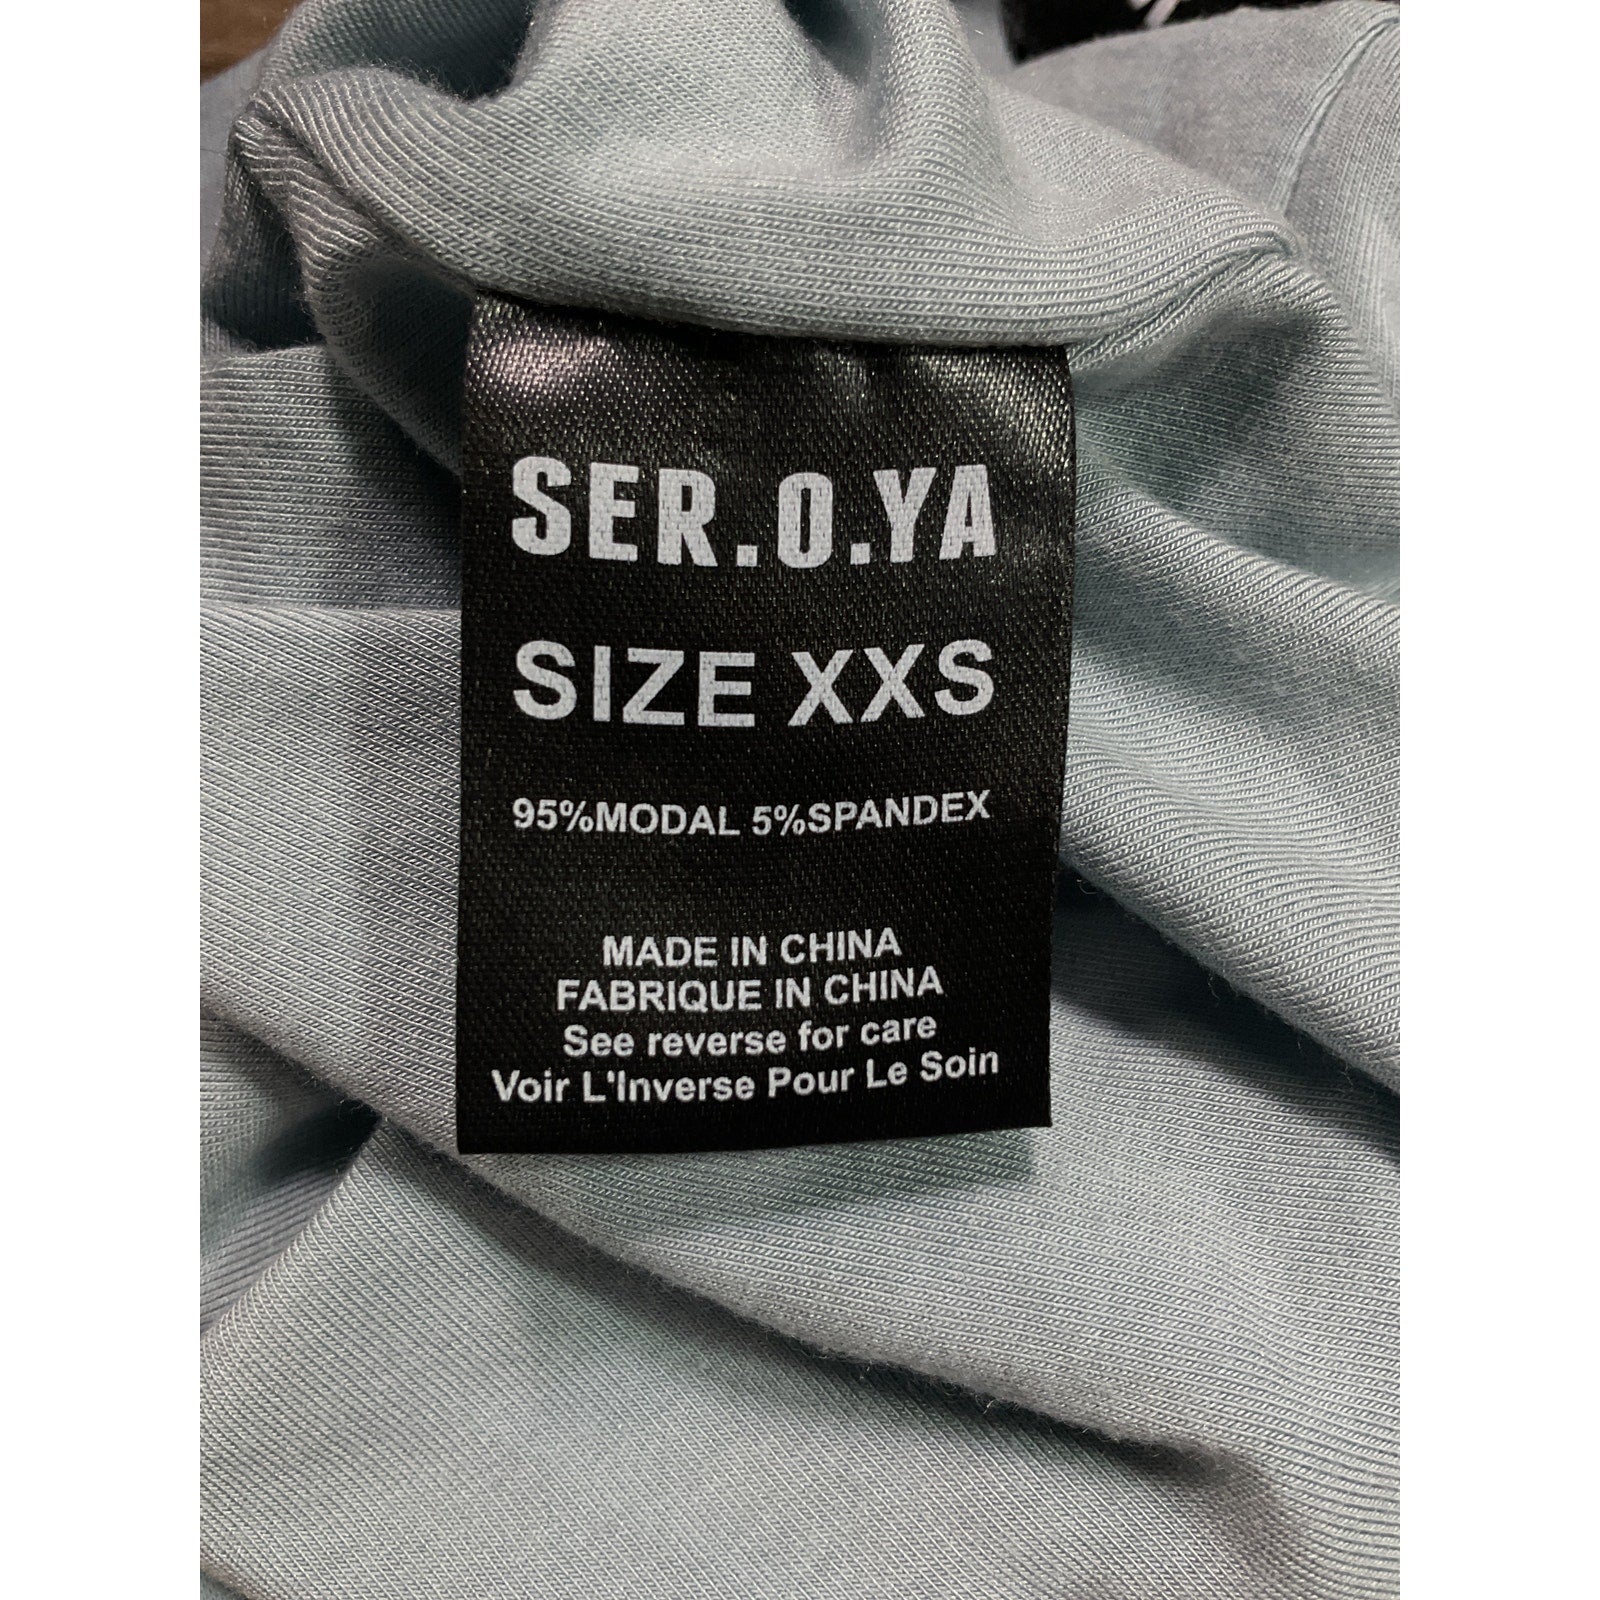 SER.O.YA
SIZE XXS
95%MODAL 5%SPANDEX
MADE IN CHINA
FABRIQUE IN CHINA
See reverse for care
Voir L'Inverse Pour Le Soin